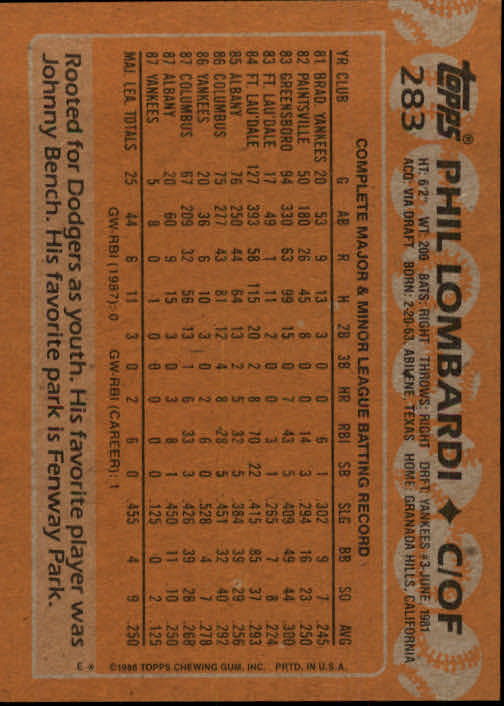 topps® PHIL LOMBARDI ♦ C/OF
283
HT: 6'2" WT: 200 BATS: RIGHT THROWS: RIGHT DRFT: YANKEES #3-JUNE, 1981
ACQ: VIA DRAFT BORN: 2-20-63, ABILENE, TEXAS HOME: GRANADA HILLS, CALIFORNIA
COMPLETE MAJOR & MINOR LEAGUE BATTING RECORD
YR CLUB G AB R H 2B 3B HR RBI SB SLG BB SO AVG
81 BRAD. YANKEES 20 53 9 13 3 0 0 6 1 .302 9 7 .245
82 PAINTSVILLE 50 180 26 45 8 0 0 14 3 .294 16 23 .250
83 GREENSBORO 94 330 63 99 15 0 7 43 5 .409 49 44 .300
83 FT. LAU'DALE 17 49 1 11 2 0 0 3 1 .265 7 8 .224
84 FT. LAU'DALE 127 393 58 115 20 2 8 70 22 .415 85 37 .293
85 ALBANY 76 250 44 64 13 2 5 32 5 .384 39 29 .256
86 COLUMBUS 75 277 43 81 12 4 8 28 5 .451 32 40 .292
86 YANKEES 20 36 6 10 3 0 2 6 0 .528 4 7 .278
87 COLUMBUS 67 209 32 56 13 1 6 33 3 .426 39 28 .268
87 ALBANY 20 60 9 15 3 0 3 8 1 .450 11 10 .250
87 YANKEES 5 8 0 1 0 0 0 0 0 .125 0 2 .125
MAJ. LEA. TOTALS 25 44 6 11 3 0 2 6 0 .455 4 9 .250
GW-RBI (1987): 0 GW-RBI (CAREER): 1
Rooted for Dodgers as youth. His favorite player was
Johnny Bench. His favorite park is Fenway Park.
E * ©1988 TOPPS CHEWING GUM, INC. PRTD. IN U.S.A.